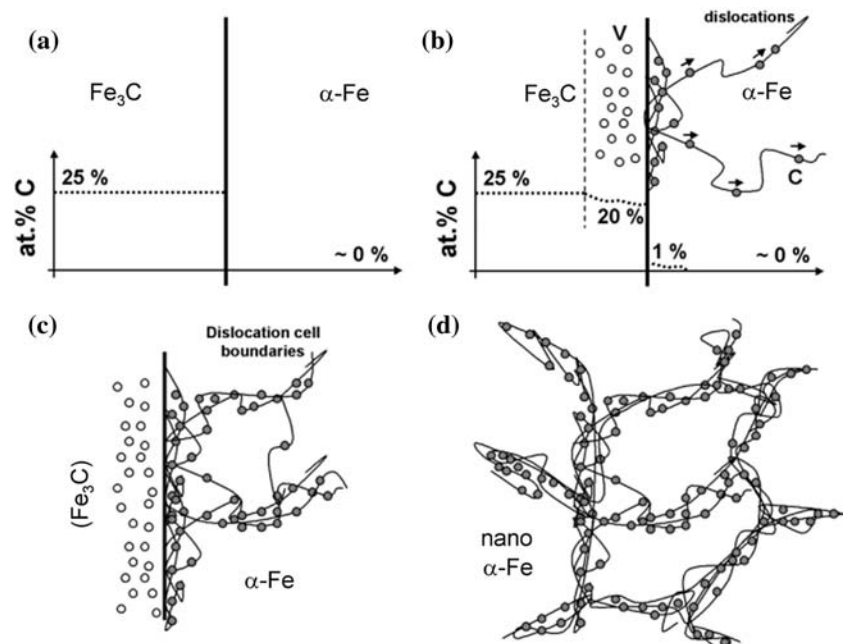 (a)
Fe₃C
α-Fe
at.% C
25 %
~ 0 %
(b)
dislocations
V
Fe₃C
α-Fe
C
at.% C
25 %
20 %
1 %
~ 0 %
(c)
Dislocation cell
boundaries
(Fe₃C)
α-Fe
(d)
nano
α-Fe